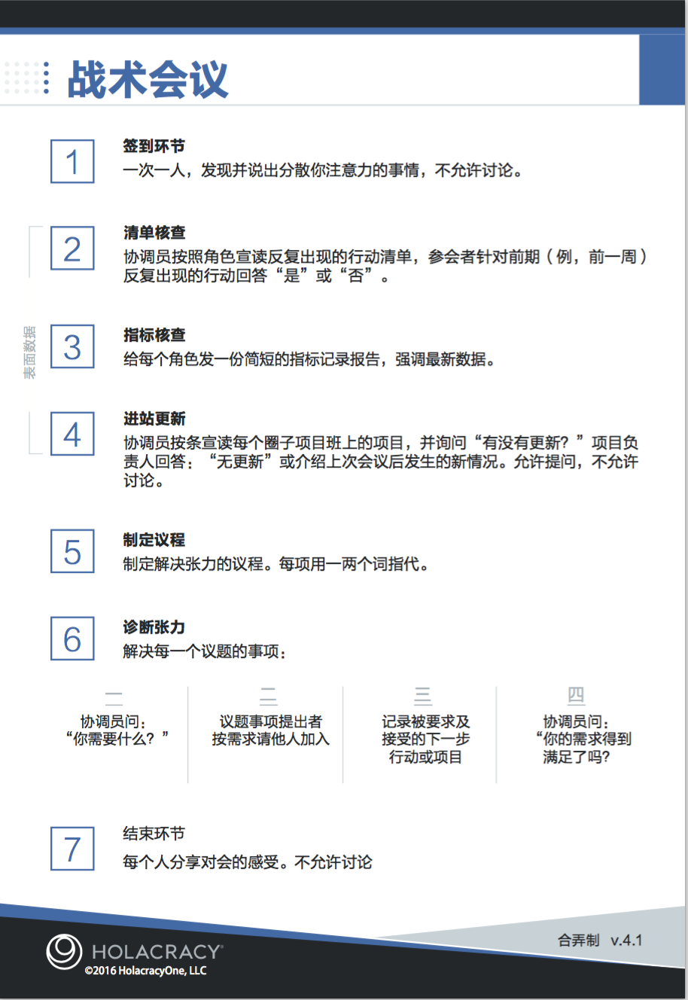 战术会议
1
签到环节
一次一人，发现并说出分散你注意力的事情，不允许讨论。
2
清单核查
协调员按照角色宣读反复出现的行动清单，参会者针对前期（例，前一周）
反复出现的行动回答“是”或“否”。
表面数据
3
指标核查
给每个角色发一份简短的指标记录报告，强调最新数据。
4
进站更新
协调员按条宣读每个圈子项目班上的项目，并询问“有没有更新？”项目负
责人回答：“无更新”或介绍上次会议后发生的新情况。允许提问，不允许
讨论。
5
制定议程
制定解决张力的议程。每项用一两个词指代。
6
诊断张力
解决每一个议题的事项：
一
协调员问：
“你需要什么？”
二
议题事项提出者
按需求请他人加入
三
记录被要求及
接受的下一步
行动或项目
四
协调员问：
“你的需求得到
满足了吗?
7
结束环节
每个人分享对会的感受。不允许讨论
HOLACRACY®
©2016 HolacracyOne, LLC
合弄制 v.4.1